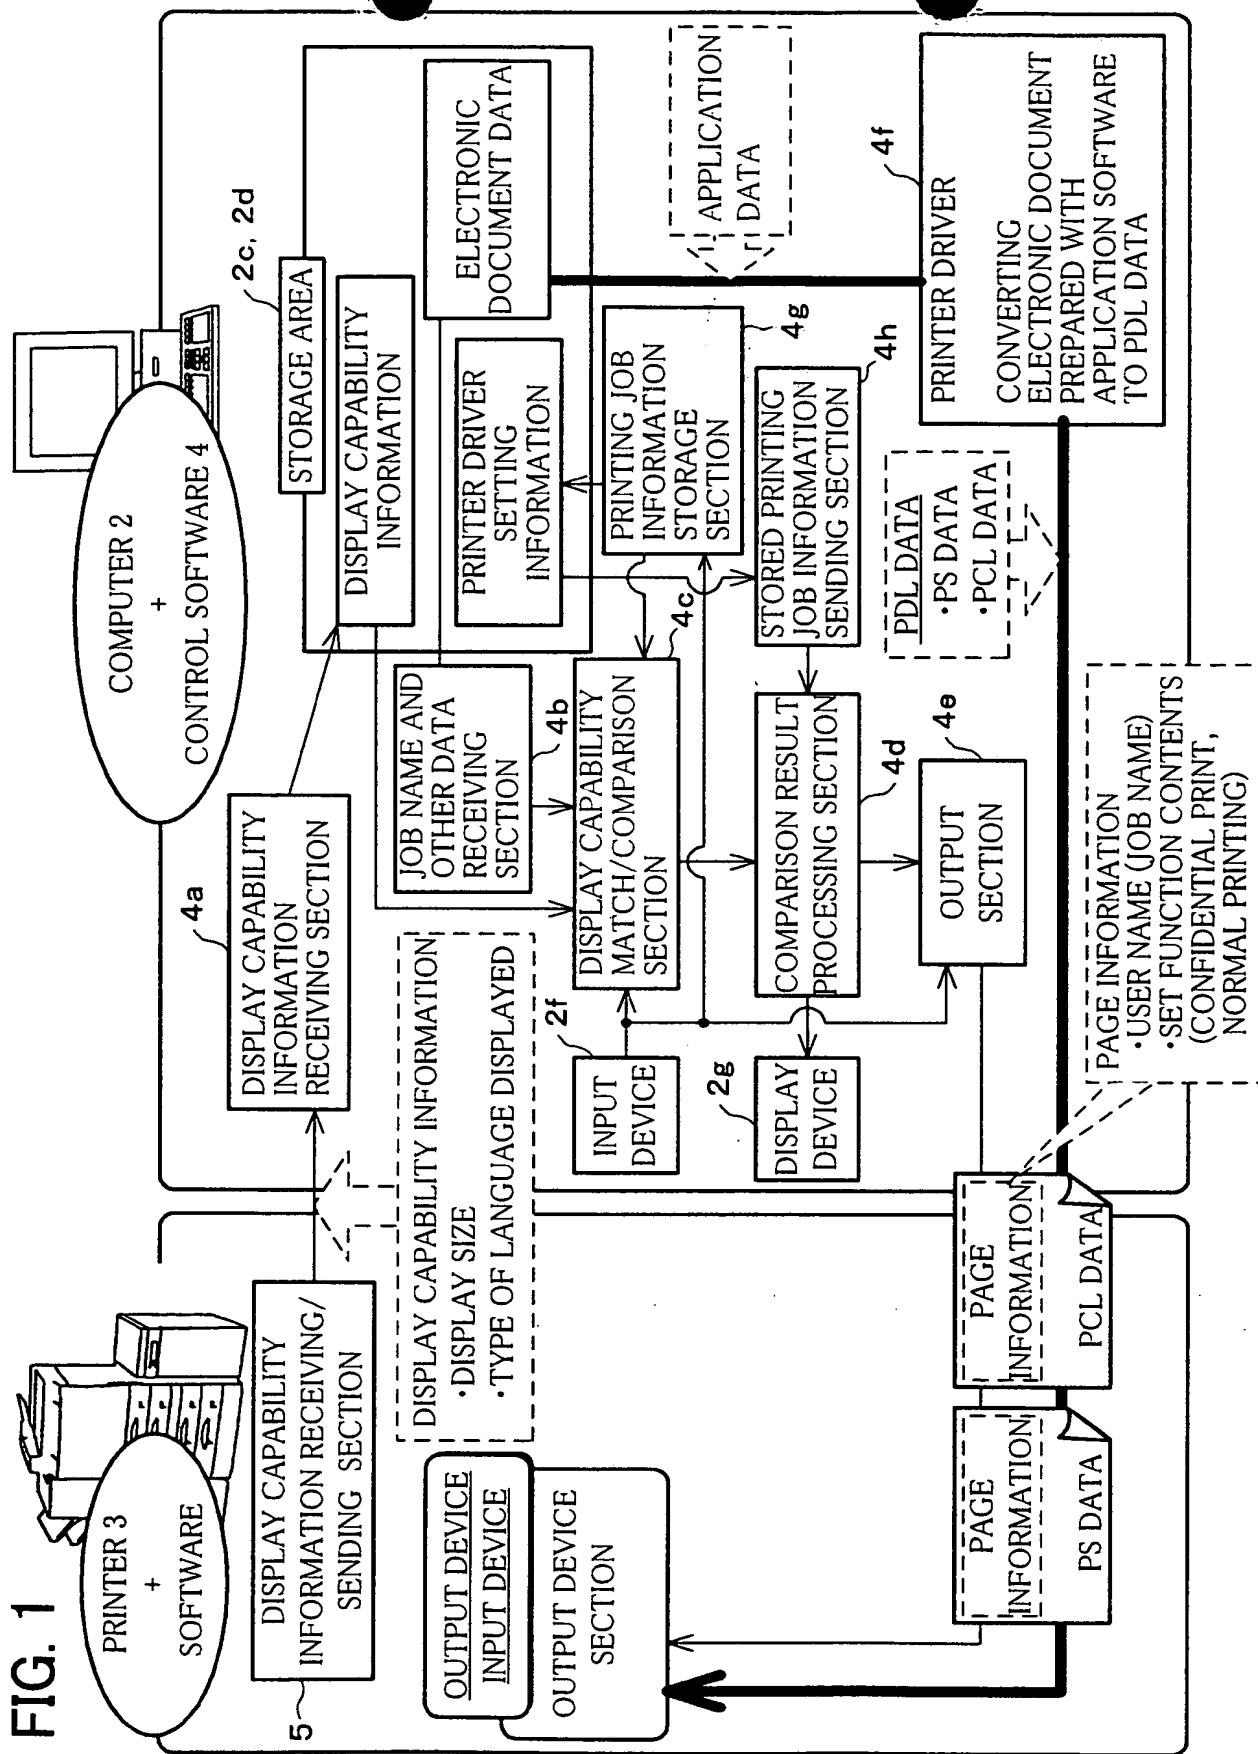 FIG. 1
PRINTER 3
+
SOFTWARE
COMPUTER 2
+
CONTROL SOFTWARE 4
5
DISPLAY CAPABILITY
INFORMATION RECEIVING/
SENDING SECTION
4a
DISPLAY CAPABILITY
INFORMATION
RECEIVING SECTION
2c, 2d
STORAGE AREA
DISPLAY CAPABILITY
INFORMATION
PRINTER DRIVER
SETTING
INFORMATION
ELECTRONIC
DOCUMENT DATA
DISPLAY CAPABILITY INFORMATION
・DISPLAY SIZE
・TYPE OF LANGUAGE DISPLAYED
JOB NAME AND
OTHER DATA
RECEIVING
SECTION
4b
OUTPUT DEVICE
INPUT DEVICE
OUTPUT DEVICE
SECTION
2f
INPUT
DEVICE
DISPLAY CAPABILITY
MATCH/COMPARISON
SECTION
4c
PRINTING JOB
INFORMATION
STORAGE
SECTION
4g
APPLICATION
DATA
2g
DISPLAY
DEVICE
COMPARISON RESULT
PROCESSING SECTION
4d
STORED PRINTING
JOB INFORMATION
SENDING SECTION
4h
PDL DATA
・PS DATA
・PCL DATA
4f
PRINTER DRIVER
CONVERTING
ELECTRONIC DOCUMENT
PREPARED WITH
APPLICATION SOFTWARE
TO PDL DATA
OUTPUT
SECTION
4e
PAGE
INFORMATION
PS DATA
PAGE
INFORMATION
PCL DATA
PAGE INFORMATION
・USER NAME (JOB NAME)
・SET FUNCTION CONTENTS
(CONFIDENTIAL PRINT,
NORMAL PRINTING)